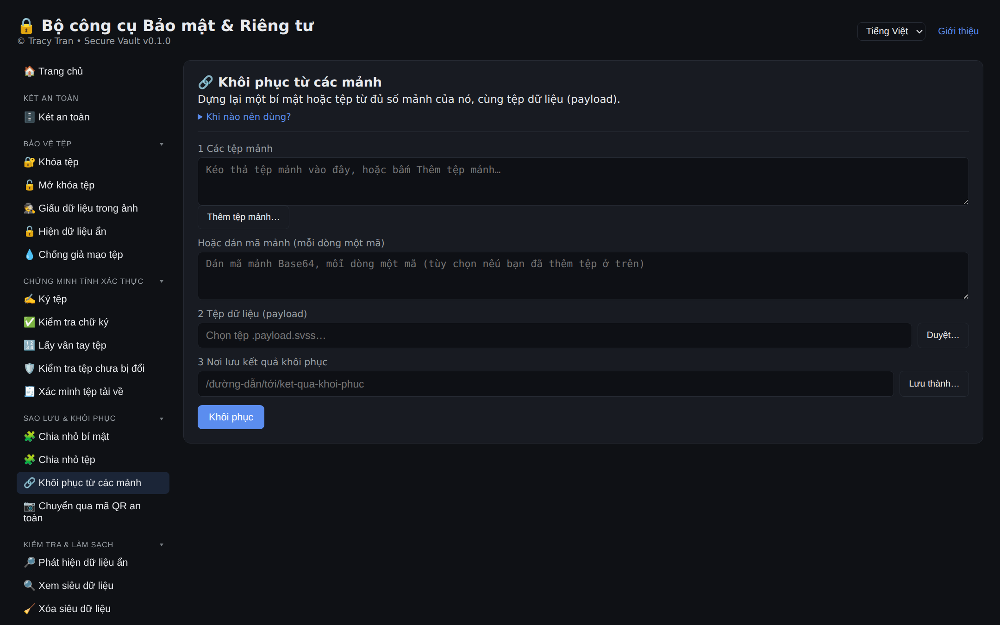 🔒 Bộ công cụ Bảo mật & Riêng tư
© Tracy Tran • Secure Vault v0.1.0
Tiếng Việt
Giới thiệu
🏠 Trang chủ
KÉT AN TOÀN
🗄️ Két an toàn
BẢO VỆ TỆP
🔐 Khóa tệp
🔓 Mở khóa tệp
🕵️ Giấu dữ liệu trong ảnh
🔓 Hiện dữ liệu ẩn
💧 Chống giả mạo tệp
CHỨNG MINH TÍNH XÁC THỰC
✍️ Ký tệp
✅ Kiểm tra chữ ký
🔢 Lấy vân tay tệp
🛡️ Kiểm tra tệp chưa bị đổi
🧾 Xác minh tệp tải về
SAO LƯU & KHÔI PHỤC
🧩 Chia nhỏ bí mật
🧩 Chia nhỏ tệp
🔗 Khôi phục từ các mảnh
📷 Chuyển qua mã QR an
toàn
KIỂM TRA & LÀM SẠCH
🔎 Phát hiện dữ liệu ẩn
🔍 Xem siêu dữ liệu
🧹 Xóa siêu dữ liệu
🔗 Khôi phục từ các mảnh
Dựng lại một bí mật hoặc tệp từ đủ số mảnh của nó, cùng tệp dữ liệu (payload).
Khi nào nên dùng?
1 Các tệp mảnh
Kéo thả tệp mảnh vào đây, hoặc bấm Thêm tệp mảnh…
Thêm tệp mảnh…
Hoặc dán mã mảnh (mỗi dòng một mã)
Dán mã mảnh Base64, mỗi dòng một mã (tùy chọn nếu bạn đã thêm tệp ở trên)
2 Tệp dữ liệu (payload)
Chọn tệp .payload.svss…
Duyệt…
3 Nơi lưu kết quả khôi phục
/đường-dẫn/tới/ket-qua-khoi-phuc
Lưu thành…
Khôi phục